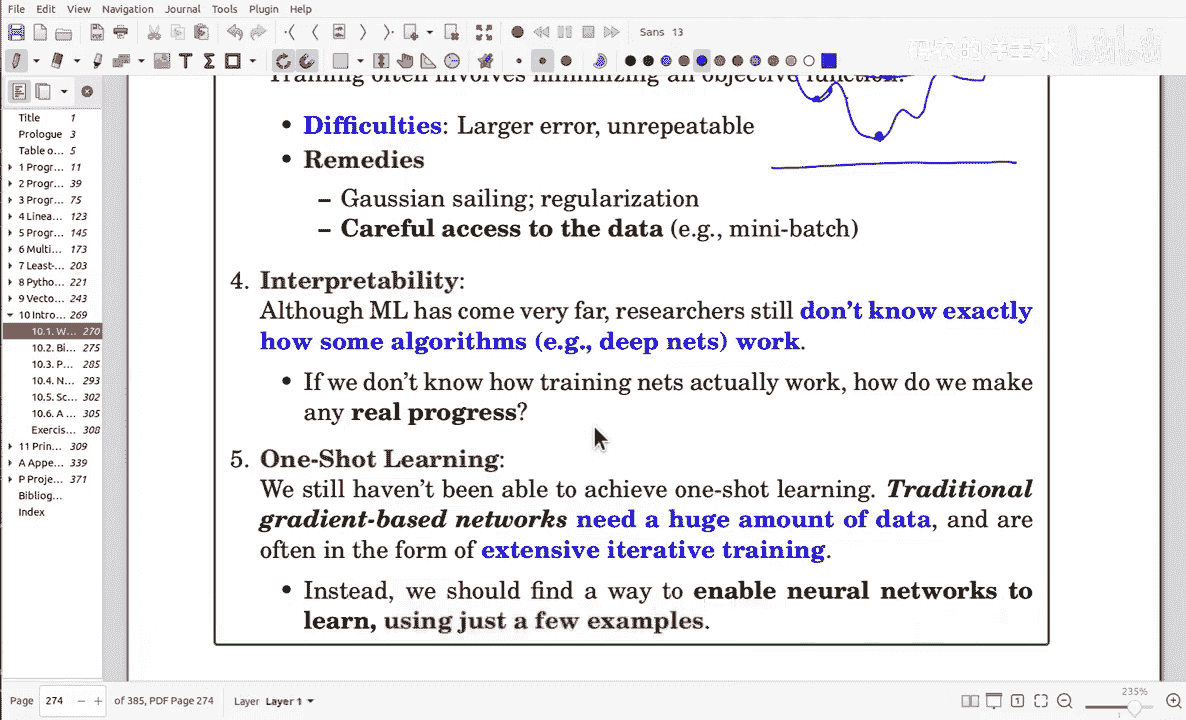 File Edit View Navigation Journal Tools Plugin Help
Sans 13
Title 1
Prologue 3
Table o... 5
1 Progr... 11
2 Progr... 39
3 Progr... 75
4 Linea... 123
5 Progr... 145
6 Multi... 173
7 Least-... 203
8 Pytho... 221
9 Vecto... 243
10 Intro... 269
10.1. W... 270
10.2. Bi... 275
10.3. P... 285
10.4. N... 293
10.5. Sc... 302
10.6. A ... 305
Exercis... 308
11 Prin... 309
A Appe... 339
P Proje... 371
Bibliog...
Index
Training often involves minimizing an objective function.
• Difficulties: Larger error, unrepeatable
• Remedies
– Gaussian sailing; regularization
– Careful access to the data (e.g., mini-batch)
4. Interpretability:
Although ML has come very far, researchers still don't know exactly
how some algorithms (e.g., deep nets) work.
• If we don't know how training nets actually work, how do we make
any real progress?
5. One-Shot Learning:
We still haven't been able to achieve one-shot learning. Traditional
gradient-based networks need a huge amount of data, and are
often in the form of extensive iterative training.
• Instead, we should find a way to enable neural networks to
learn, using just a few examples.
Page 274 − + of 385, PDF Page 274 Layer Layer 1 235%